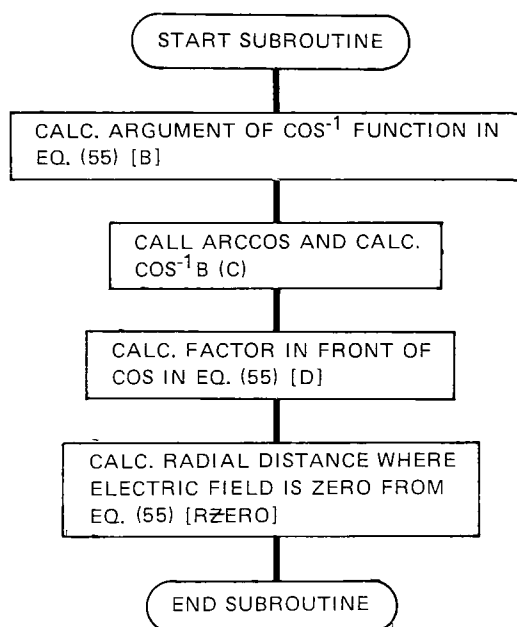 START SUBROUTINE
CALC. ARGUMENT OF COS⁻¹ FUNCTION IN
EQ. (55) [B]
CALL ARCCOS AND CALC.
COS⁻¹B (C)
CALC. FACTOR IN FRONT OF
COS IN EQ. (55) [D]
CALC. RADIAL DISTANCE WHERE
ELECTRIC FIELD IS ZERO FROM
EQ. (55) [RƵERO]
END SUBROUTINE